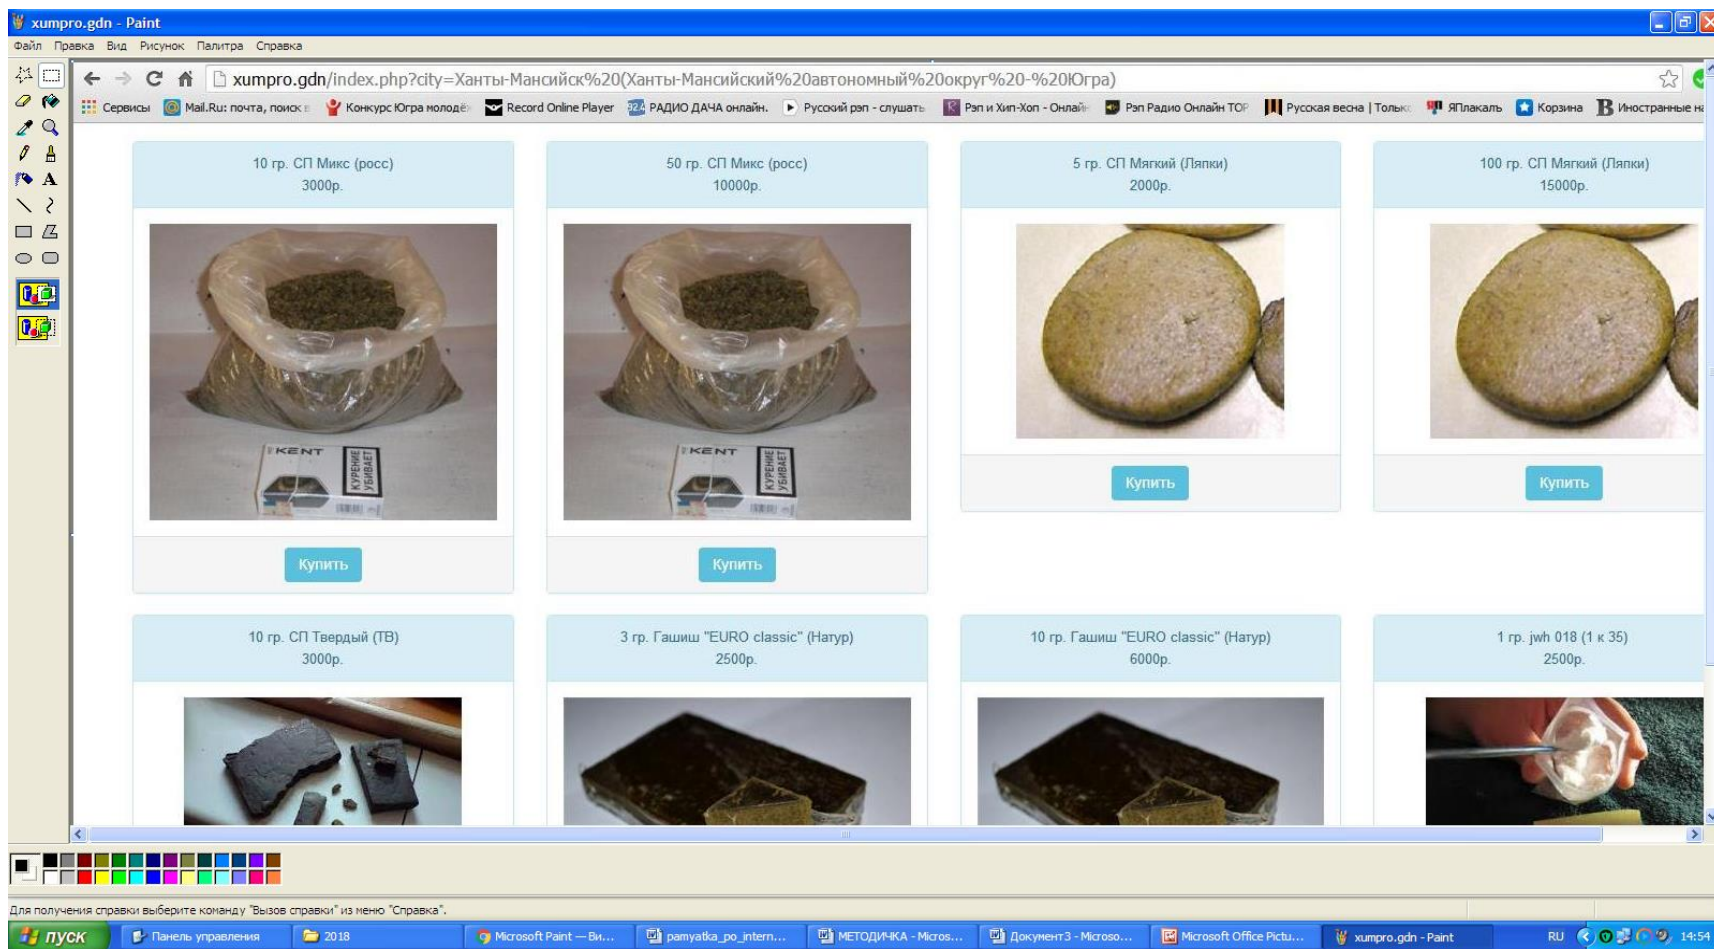 xumpro.gdn - Paint
Файл Правка Вид Рисунок Палитра Справка
xumpro.gdn/index.php?city=Ханты-Мансийск%20(Ханты-Мансийский%20автономный%20округ%20-%20Югра)
Сервисы Mail.Ru: почта, поиск в Конкурс Югра молодё Record Online Player 92.4 РАДИО ДАЧА онлайн. Русский рэп - слушать Рэп и Хип-Хоп - Онлай Рэп Радио Онлайн TOP Русская весна | Только ЯПлакалъ Корзина Иностранные на
10 гр. СП Микс (росс)
3000р.
50 гр. СП Микс (росс)
10000р.
5 гр. СП Мягкий (Ляпки)
2000р.
100 гр. СП Мягкий (Ляпки)
15000р.
KENT
КУРЕНИЕ
УБИВАЕТ
KENT
КУРЕНИЕ
УБИВАЕТ
Купить
Купить
Купить
Купить
10 гр. СП Твердый (ТВ)
3000р.
3 гр. Гашиш "EURO classic" (Натур)
2500р.
10 гр. Гашиш "EURO classic" (Натур)
6000р.
1 гр. jwh 018 (1 к 35)
2500р.
Для получения справки выберите команду "Вызов справки" из меню "Справка".
пуск Панель управления 2018 Microsoft Paint — Ви... pamyatka_po_intern... МЕТОДИЧКА - Micros... Документ3 - Microso... Microsoft Office Pictu... xumpro.gdn - Paint RU 14:54